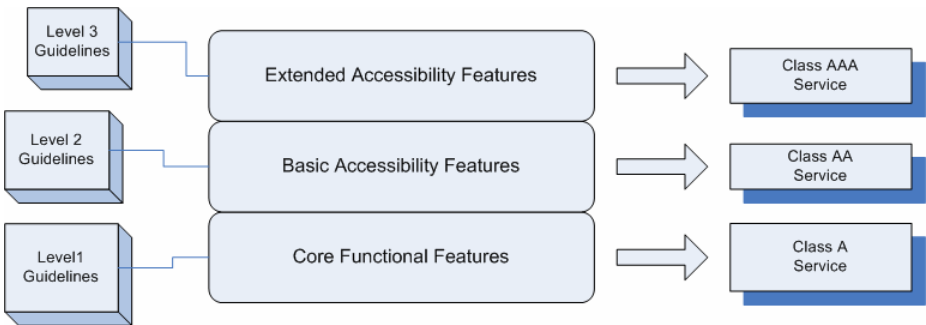 Level 3
Guidelines
Extended Accessibility Features
Class AAA
Service
Level 2
Guidelines
Basic Accessibility Features
Class AA
Service
Level1
Guidelines
Core Functional Features
Class A
Service